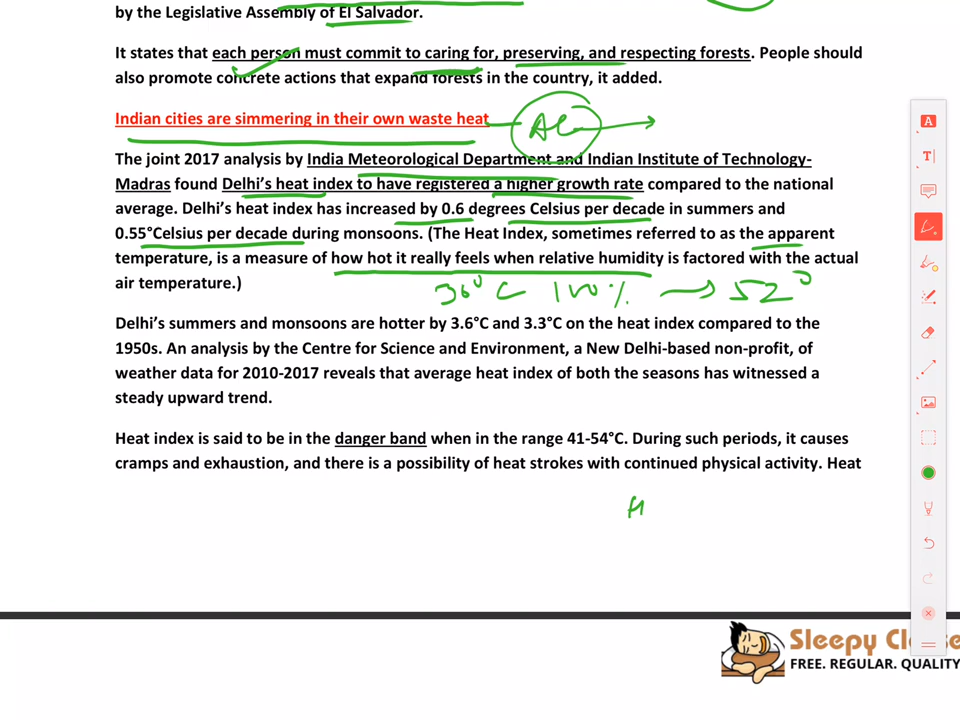 by the Legislative Assembly of El Salvador.
It states that each person must commit to caring for, preserving, and respecting forests. People should
also promote concrete actions that expand forests in the country, it added.
Indian cities are simmering in their own waste heat
The joint 2017 analysis by India Meteorological Department and Indian Institute of Technology-
Madras found Delhi’s heat index to have registered a higher growth rate compared to the national
average. Delhi’s heat index has increased by 0.6 degrees Celsius per decade in summers and
0.55°Celsius per decade during monsoons. (The Heat Index, sometimes referred to as the apparent
temperature, is a measure of how hot it really feels when relative humidity is factored with the actual
air temperature.)
36°C 100% → 52°
Delhi’s summers and monsoons are hotter by 3.6°C and 3.3°C on the heat index compared to the
1950s. An analysis by the Centre for Science and Environment, a New Delhi-based non-profit, of
weather data for 2010-2017 reveals that average heat index of both the seasons has witnessed a
steady upward trend.
Heat index is said to be in the danger band when in the range 41-54°C. During such periods, it causes
cramps and exhaustion, and there is a possibility of heat strokes with continued physical activity. Heat
H
Sleepy Classe
FREE. REGULAR. QUALITY